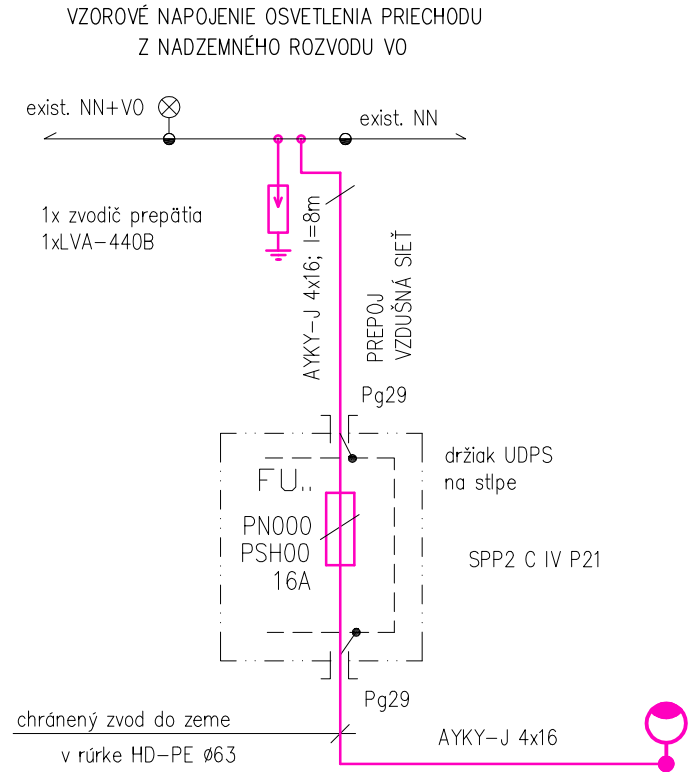 VZOROVÉ NAPOJENIE OSVETLENIA PRIECHODU
Z NADZEMNÉHO ROZVODU VO
exist. NN+VO
exist. NN
1x zvodič prepätia
1xLVA-440B
AYKY-J 4x16; l=8m
PREPOJ
VZDUŠNÁ SIEŤ
Pg29
držiak UDPS
na stĺpe
FU..
PN000
PSH00
16A
SPP2 C IV P21
Pg29
chránený zvod do zeme
v rúrke HD-PE Ø63
AYKY-J 4x16